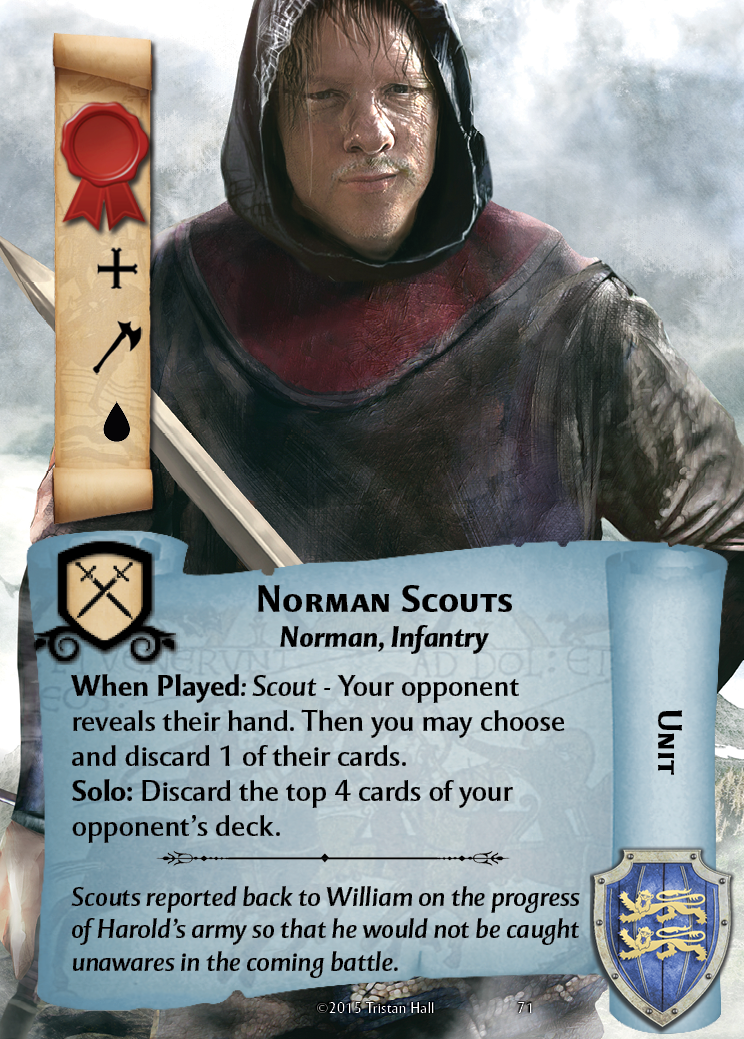 Norman Scouts
Norman, Infantry
When Played: Scout - Your opponent
reveals their hand. Then you may choose
and discard 1 of their cards.
Solo: Discard the top 4 cards of your
opponent's deck.
Scouts reported back to William on the progress
of Harold's army so that he would not be caught
unawares in the coming battle.
Unit
©2015 Tristan Hall
71